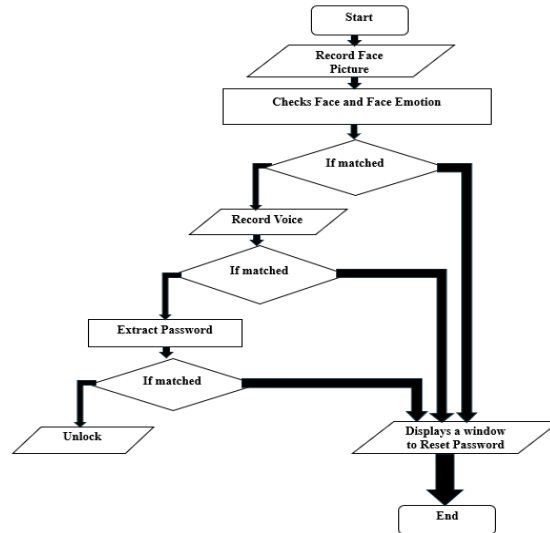 Start
Record Face
Picture
Checks Face and Face Emotion
If matched
Record Voice
If matched
Extract Password
If matched
Unlock
Displays a window
to Reset Password
End